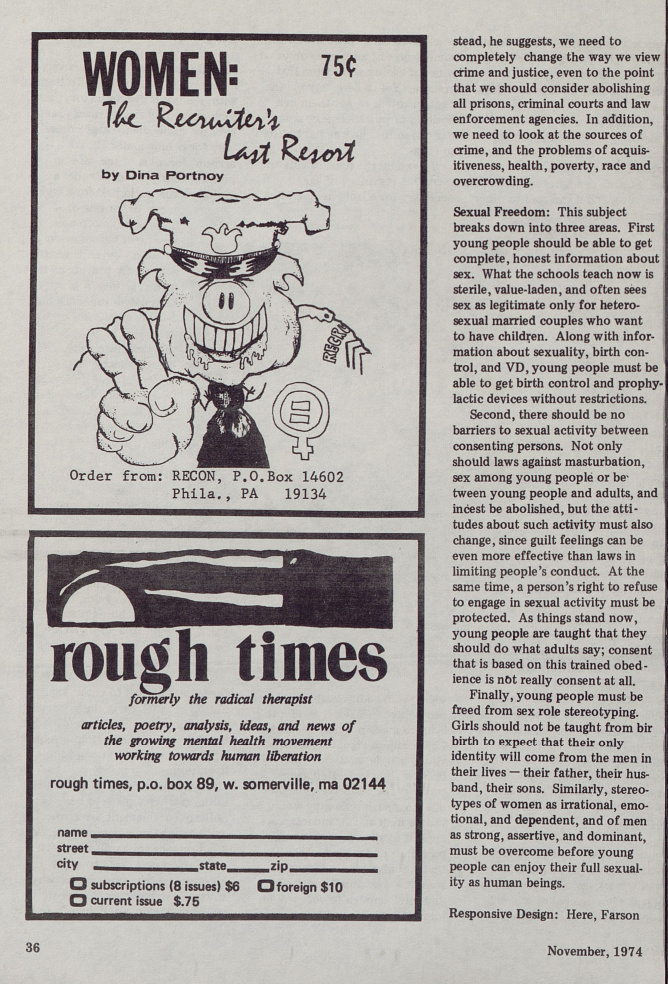 WOMEN: 75¢
The Recruiter's
Last Resort
by Dina Portnoy
RECRU
Order from: RECON, P.O.Box 14602
Phila., PA 19134
rough times
formerly the radical therapist
articles, poetry, analysis, ideas, and news of
the growing mental health movement
working towards human liberation
rough times, p.o. box 89, w. somerville, ma 02144
name
street
city state zip
subscriptions (8 issues) $6 foreign $10
current issue $.75
stead, he suggests, we need to
completely change the way we view
crime and justice, even to the point
that we should consider abolishing
all prisons, criminal courts and law
enforcement agencies. In addition,
we need to look at the sources of
crime, and the problems of acquis-
itiveness, health, poverty, race and
overcrowding.
Sexual Freedom: This subject
breaks down into three areas. First
young people should be able to get
complete, honest information about
sex. What the schools teach now is
sterile, value-laden, and often sees
sex as legitimate only for hetero-
sexual married couples who want
to have children. Along with infor-
mation about sexuality, birth con-
trol, and VD, young people must be
able to get birth control and prophy-
lactic devices without restrictions.
Second, there should be no
barriers to sexual activity between
consenting persons. Not only
should laws against masturbation,
sex among young people or be-
tween young people and adults, and
incest be abolished, but the atti-
tudes about such activity must also
change, since guilt feelings can be
even more effective than laws in
limiting people's conduct. At the
same time, a person's right to refuse
to engage in sexual activity must be
protected. As things stand now,
young people are taught that they
should do what adults say; consent
that is based on this trained obed-
ience is not really consent at all.
Finally, young people must be
freed from sex role stereotyping.
Girls should not be taught from bir
birth to expect that their only
identity will come from the men in
their lives — their father, their hus-
band, their sons. Similarly, stereo-
types of women as irrational, emo-
tional, and dependent, and of men
as strong, assertive, and dominant,
must be overcome before young
people can enjoy their full sexual-
ity as human beings.
Responsive Design: Here, Farson
36
November, 1974